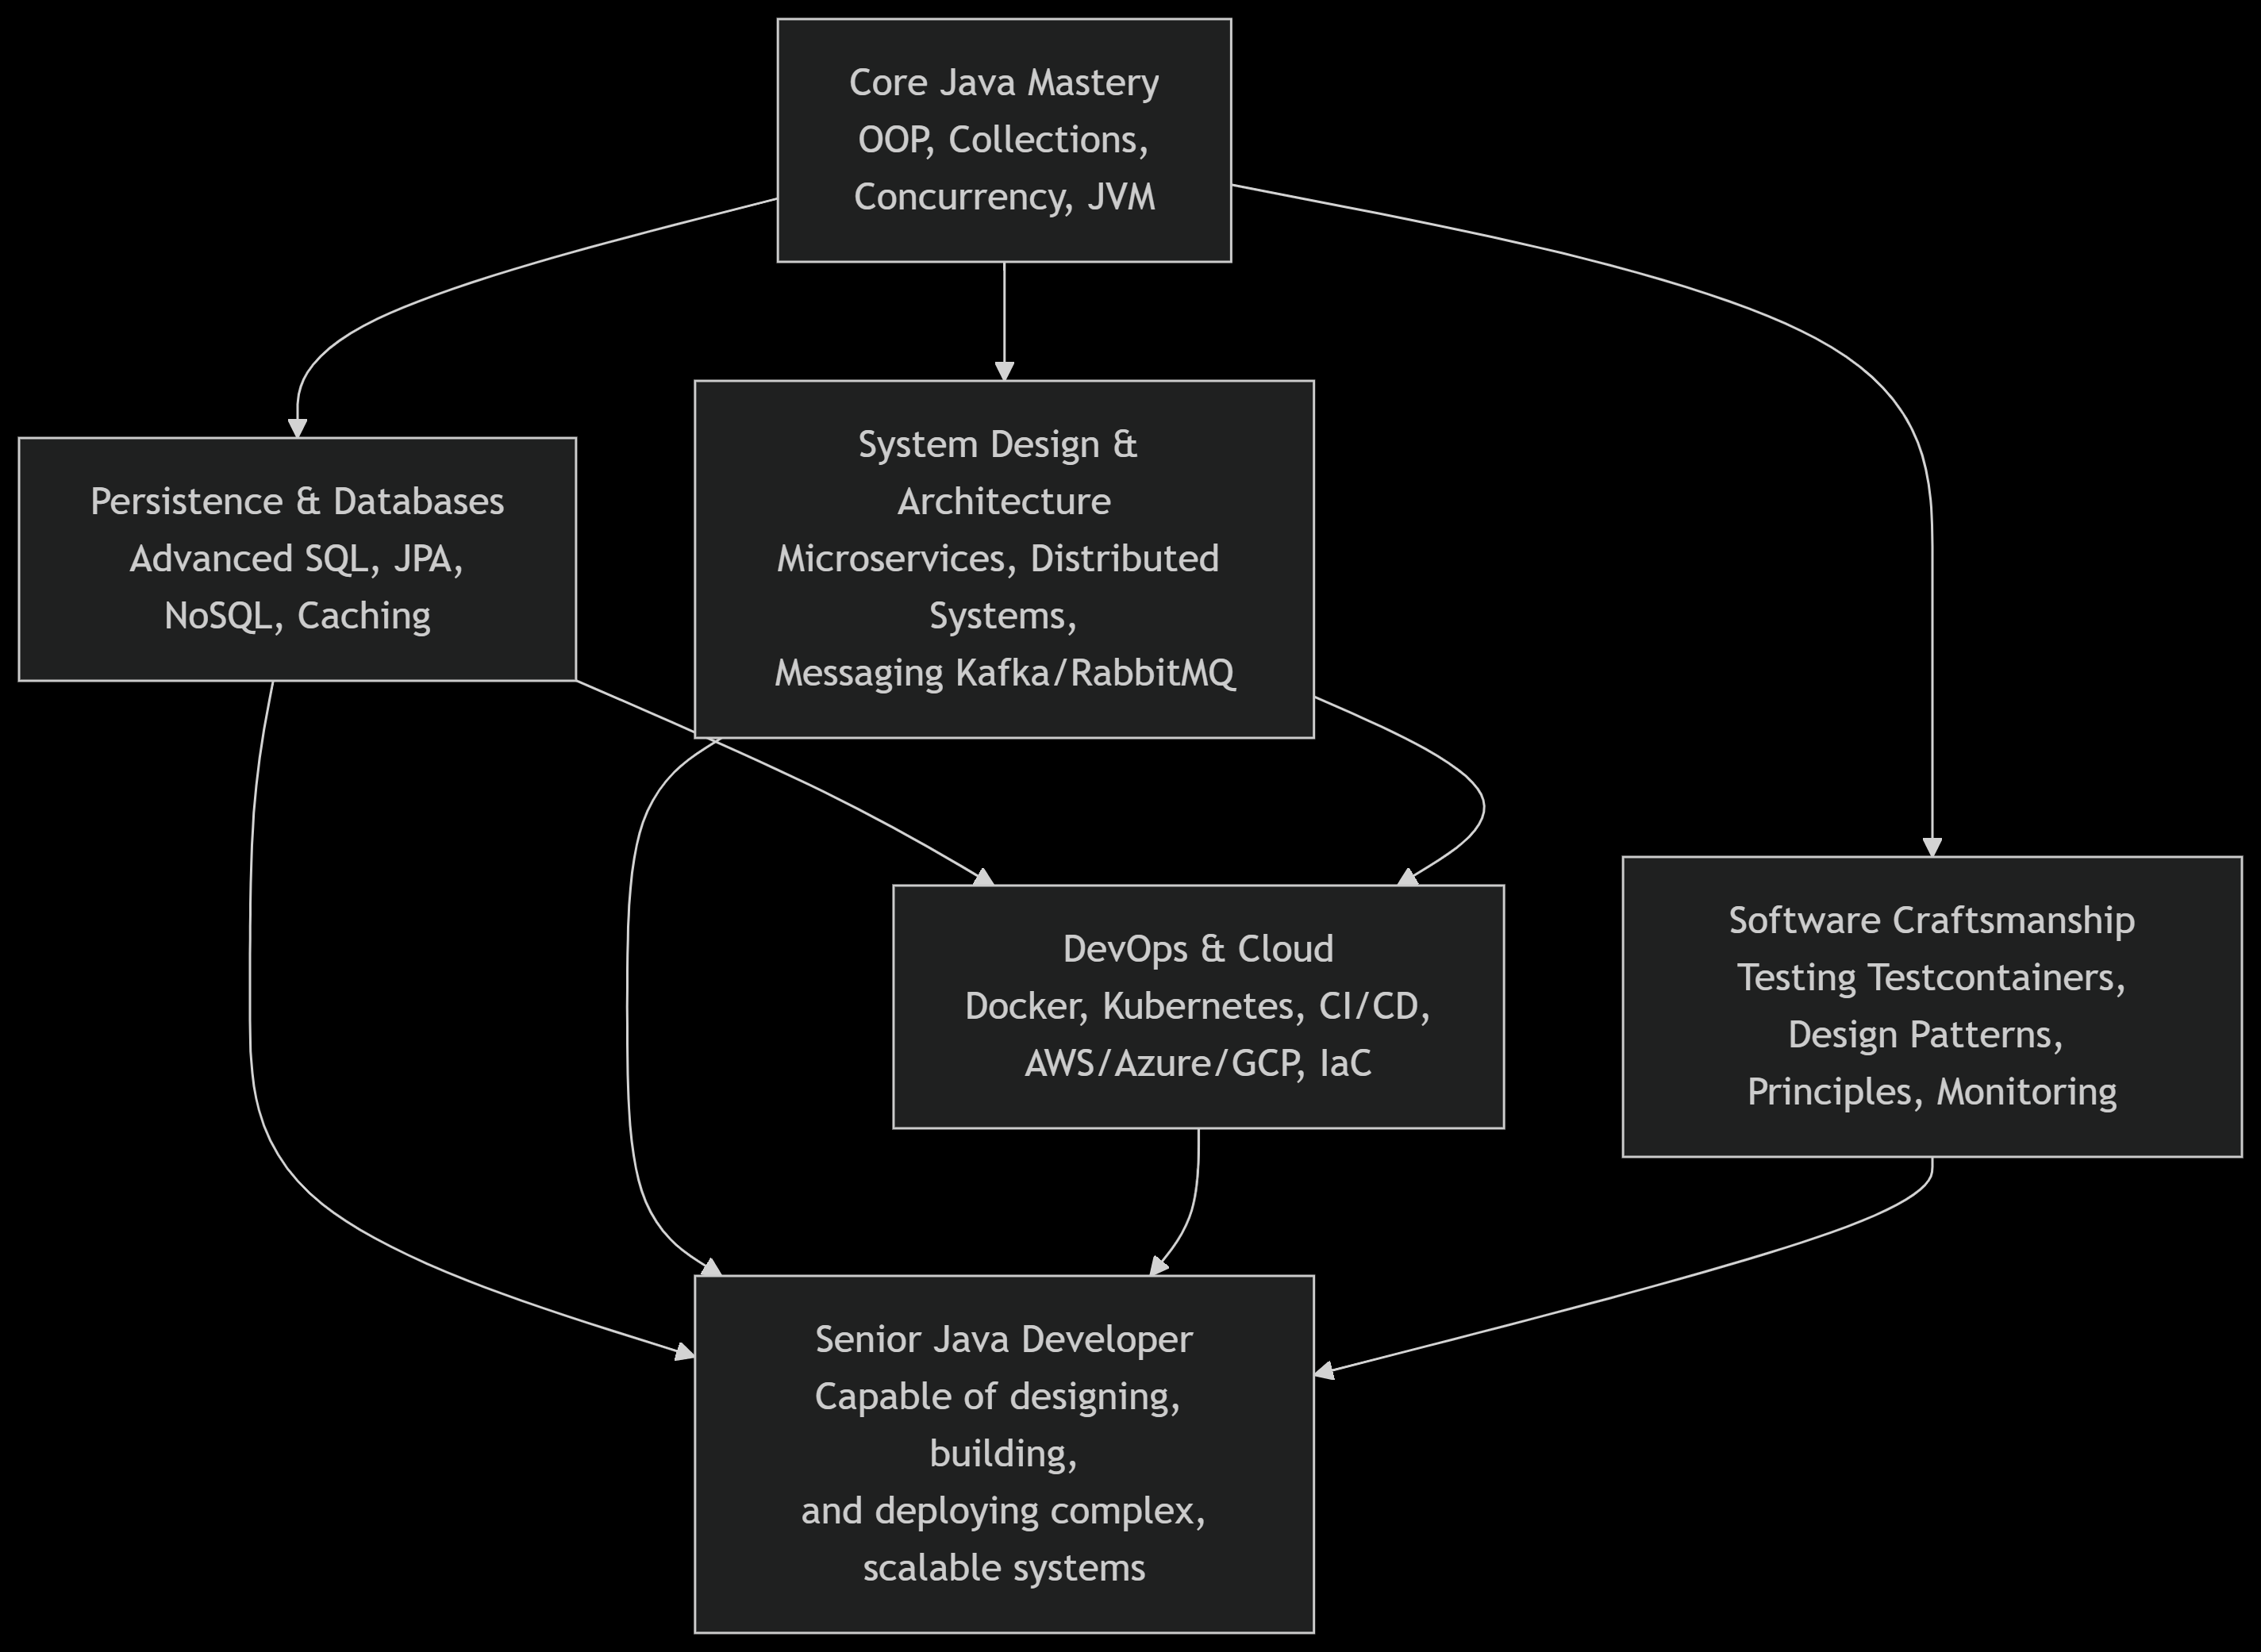 Core Java Mastery
OOP, Collections,
Concurrency, JVM
Persistence & Databases
Advanced SQL, JPA,
NoSQL, Caching
System Design &
Architecture
Microservices, Distributed
Systems,
Messaging Kafka/RabbitMQ
DevOps & Cloud
Docker, Kubernetes, CI/CD,
AWS/Azure/GCP, IaC
Software Craftsmanship
Testing Testcontainers,
Design Patterns,
Principles, Monitoring
Senior Java Developer
Capable of designing,
building,
and deploying complex,
scalable systems